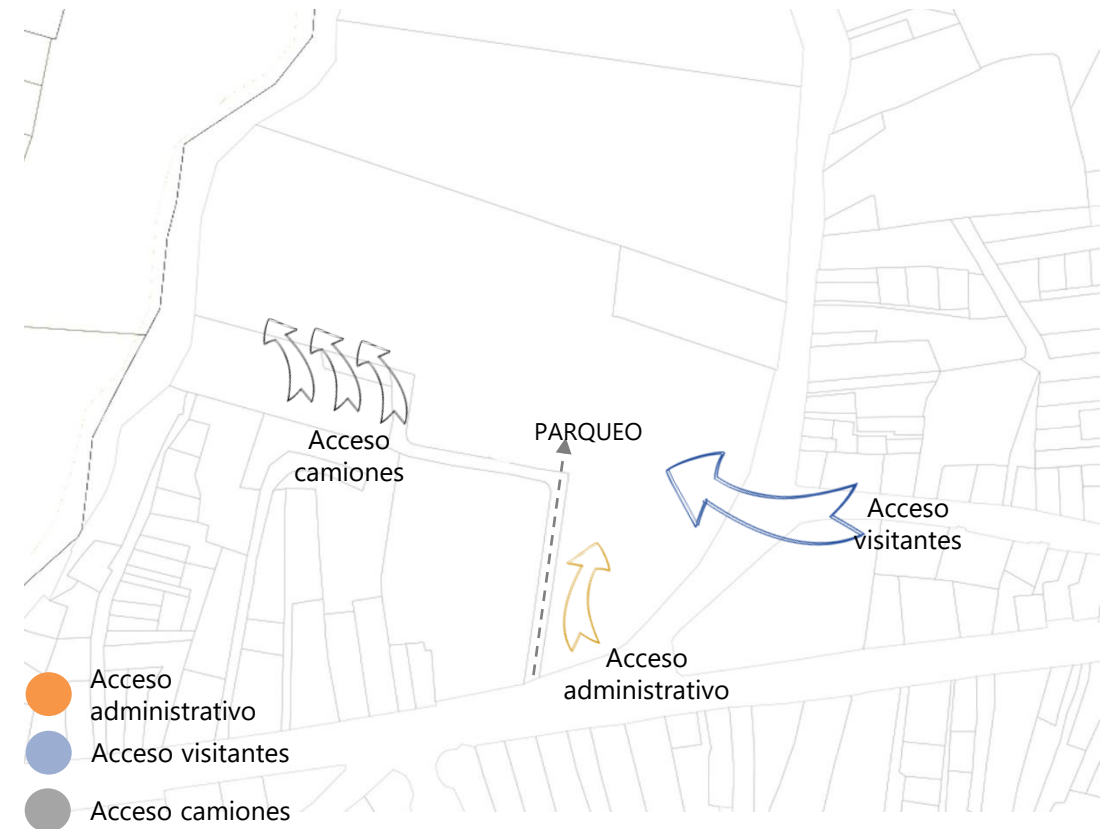 PARQUEO
Acceso
camiones
Acceso
visitantes
Acceso
administrativo
Acceso
administrativo
Acceso visitantes
Acceso camiones